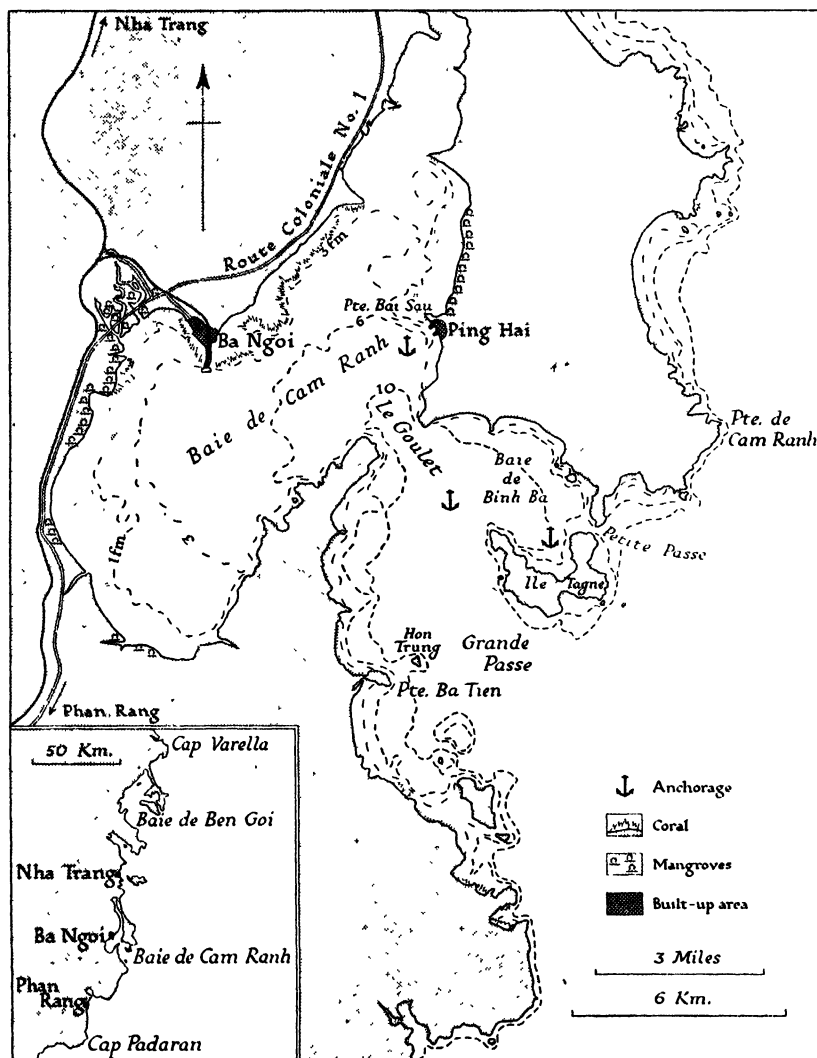 Nha Trang
Route Coloniale No. 1
3 fm
Pte. Bai Sau
6
Ping Hai
Ba Ngoi
Baie de Cam Ranh
10
Le Goulet
Pte. de
Cam Ranh
Baie
de
Binh Ba
Petite Passe
1 fm
3
Ile Tagne
Hon
Trung
Grande
Passe
Pte. Ba Tien
Phan Rang
50 Km.
Cap Varella
Baie de Ben Goi
Nha Trang
Ba Ngoi
Baie de Cam Ranh
Phan
Rang
Cap Padaran
Anchorage
Coral
Mangroves
Built-up area
3 Miles
6 Km.